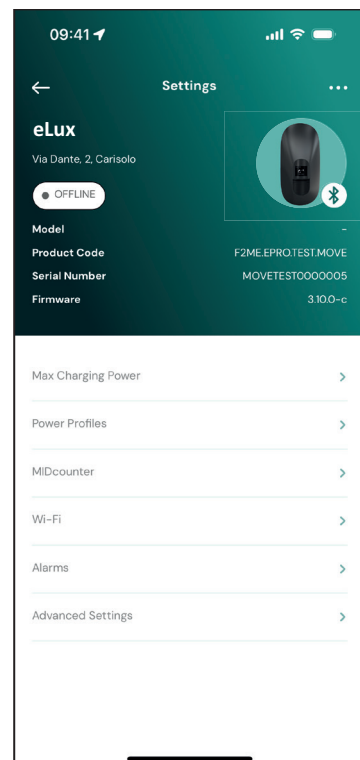 09:41
Settings
eLux
Via Dante, 2, Carisolo
OFFLINE
Model -
Product Code F2ME.EPRO.TEST.MOVE
Serial Number MOVETEST0000005
Firmware 3.10.0-c
Max Charging Power
Power Profiles
MIDcounter
Wi-Fi
Alarms
Advanced Settings